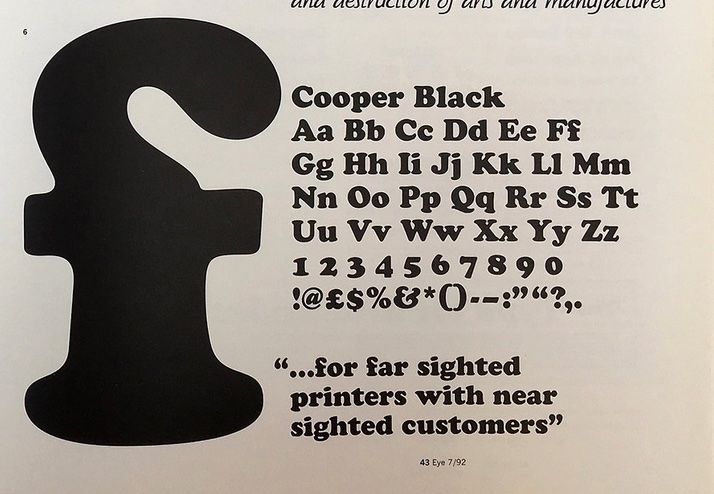 and destruction of arts and manufactures
6
f
Cooper Black
Aa Bb Cc Dd Ee Ff
Gg Hh Ii Jj Kk Ll Mm
Nn Oo Pp Qq Rr Ss Tt
Uu Vv Ww Xx Yy Zz
1 2 3 4 5 6 7 8 9 0
!@£$%&*()--:”“?,.
“...for far sighted
printers with near
sighted customers”
43 Eye 7/92